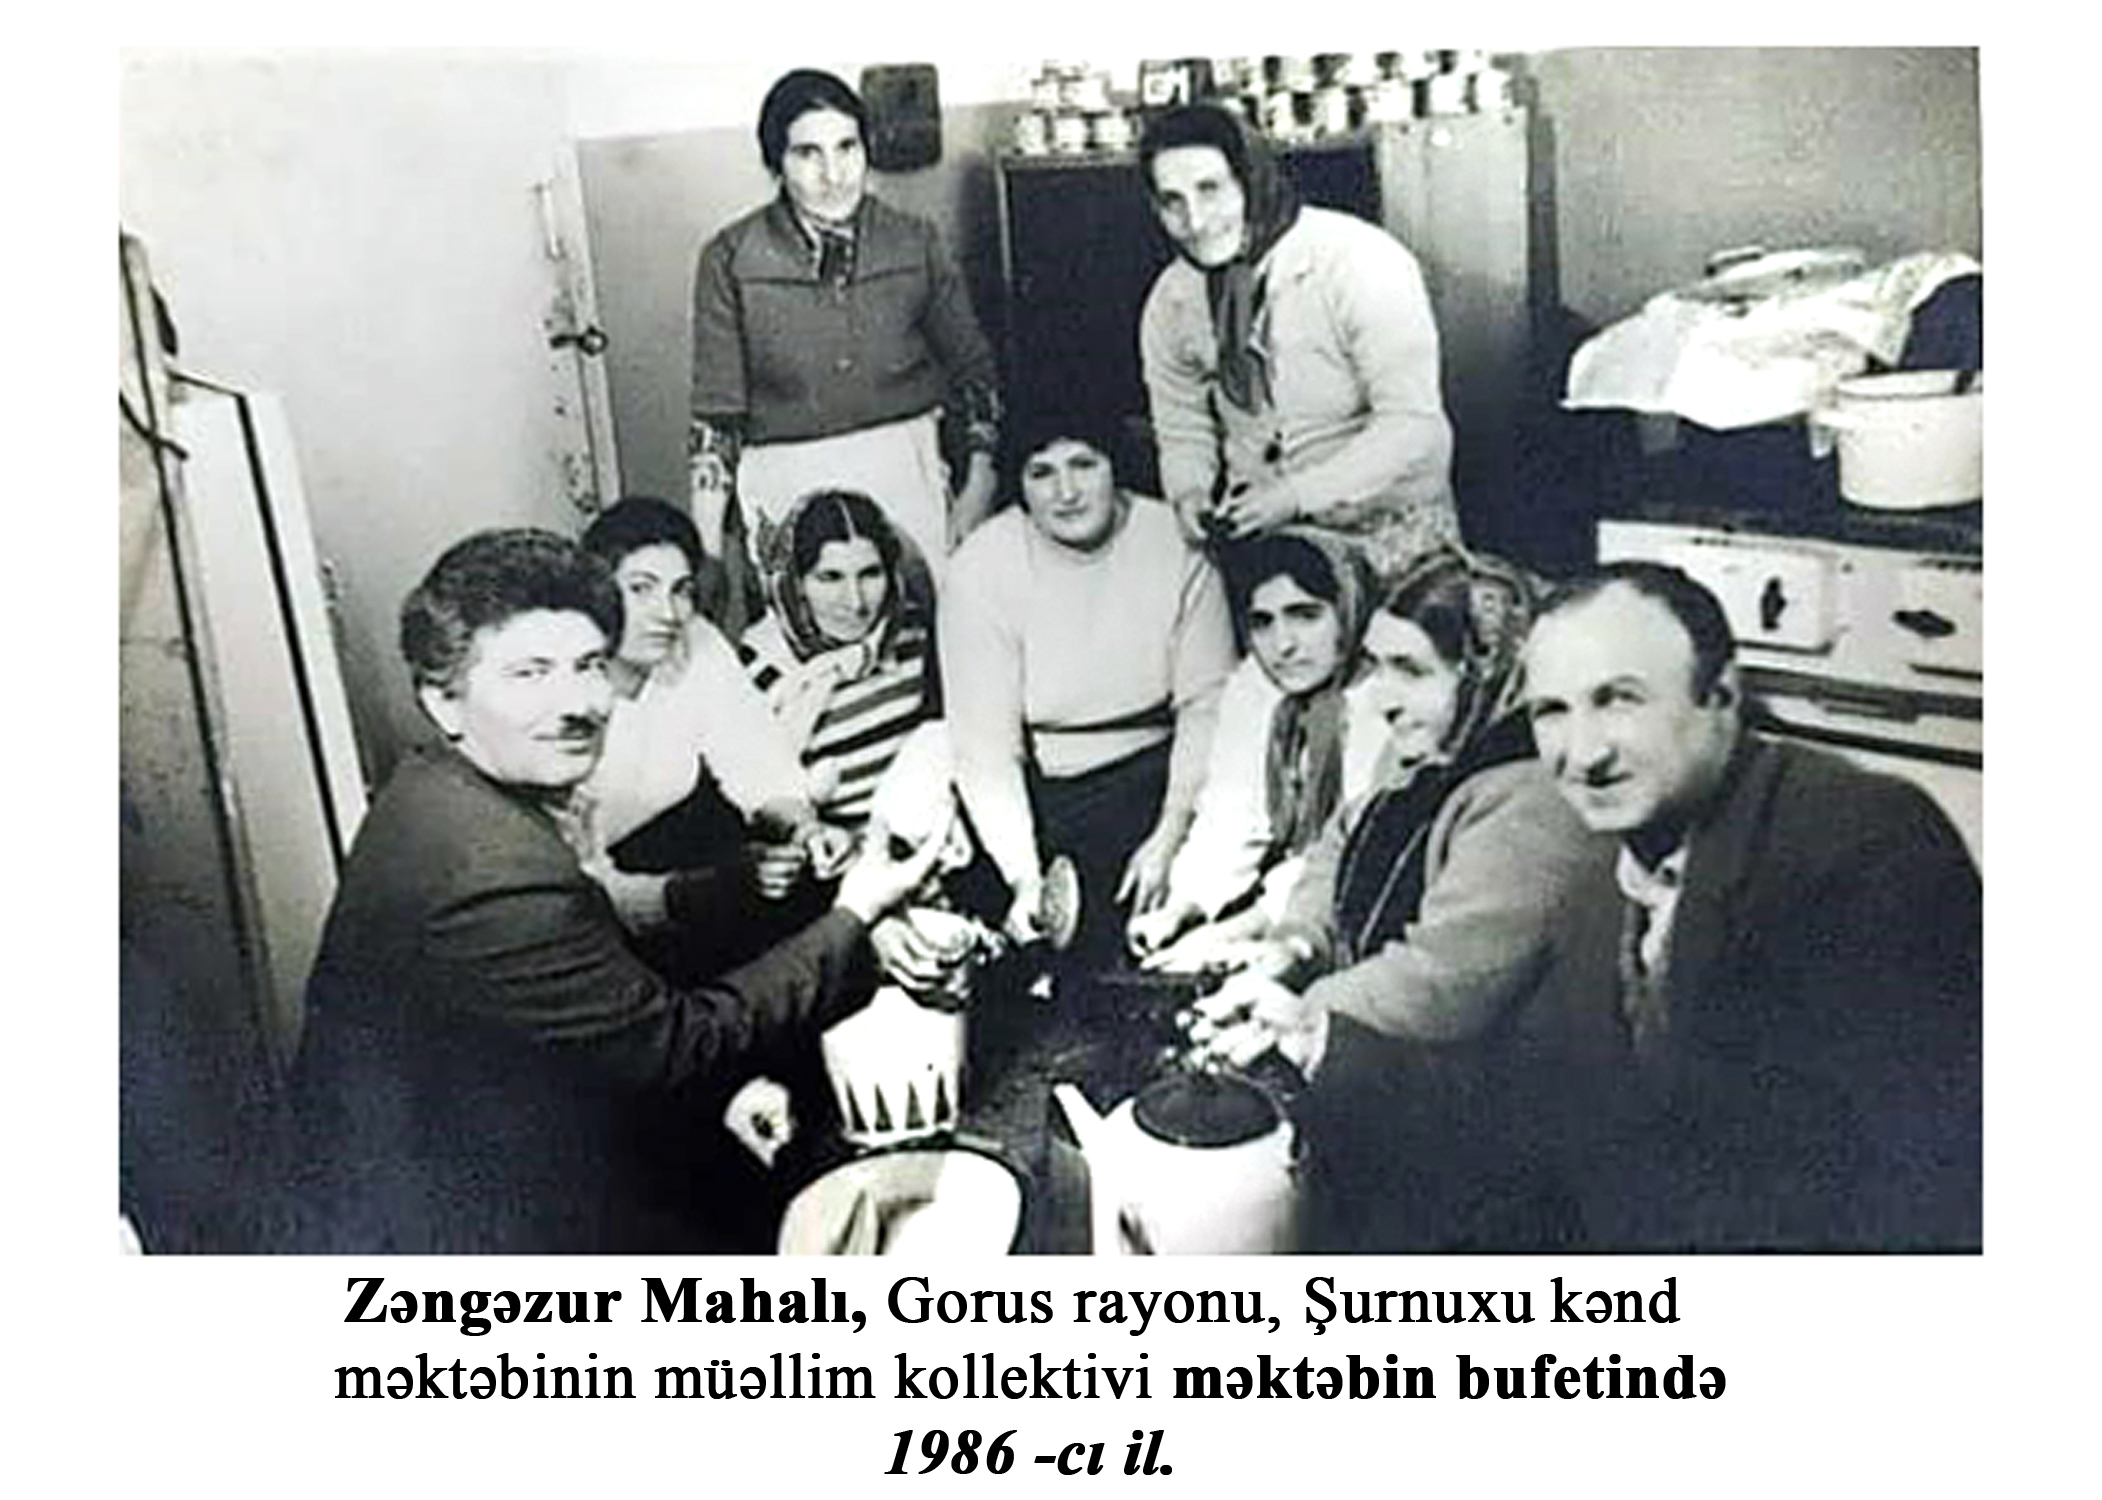 Zəngəzur Mahalı, Gorus rayonu, Şurnuxu kənd
məktəbinin müəllim kollektivi məktəbin bufetində
1986 -cı il.